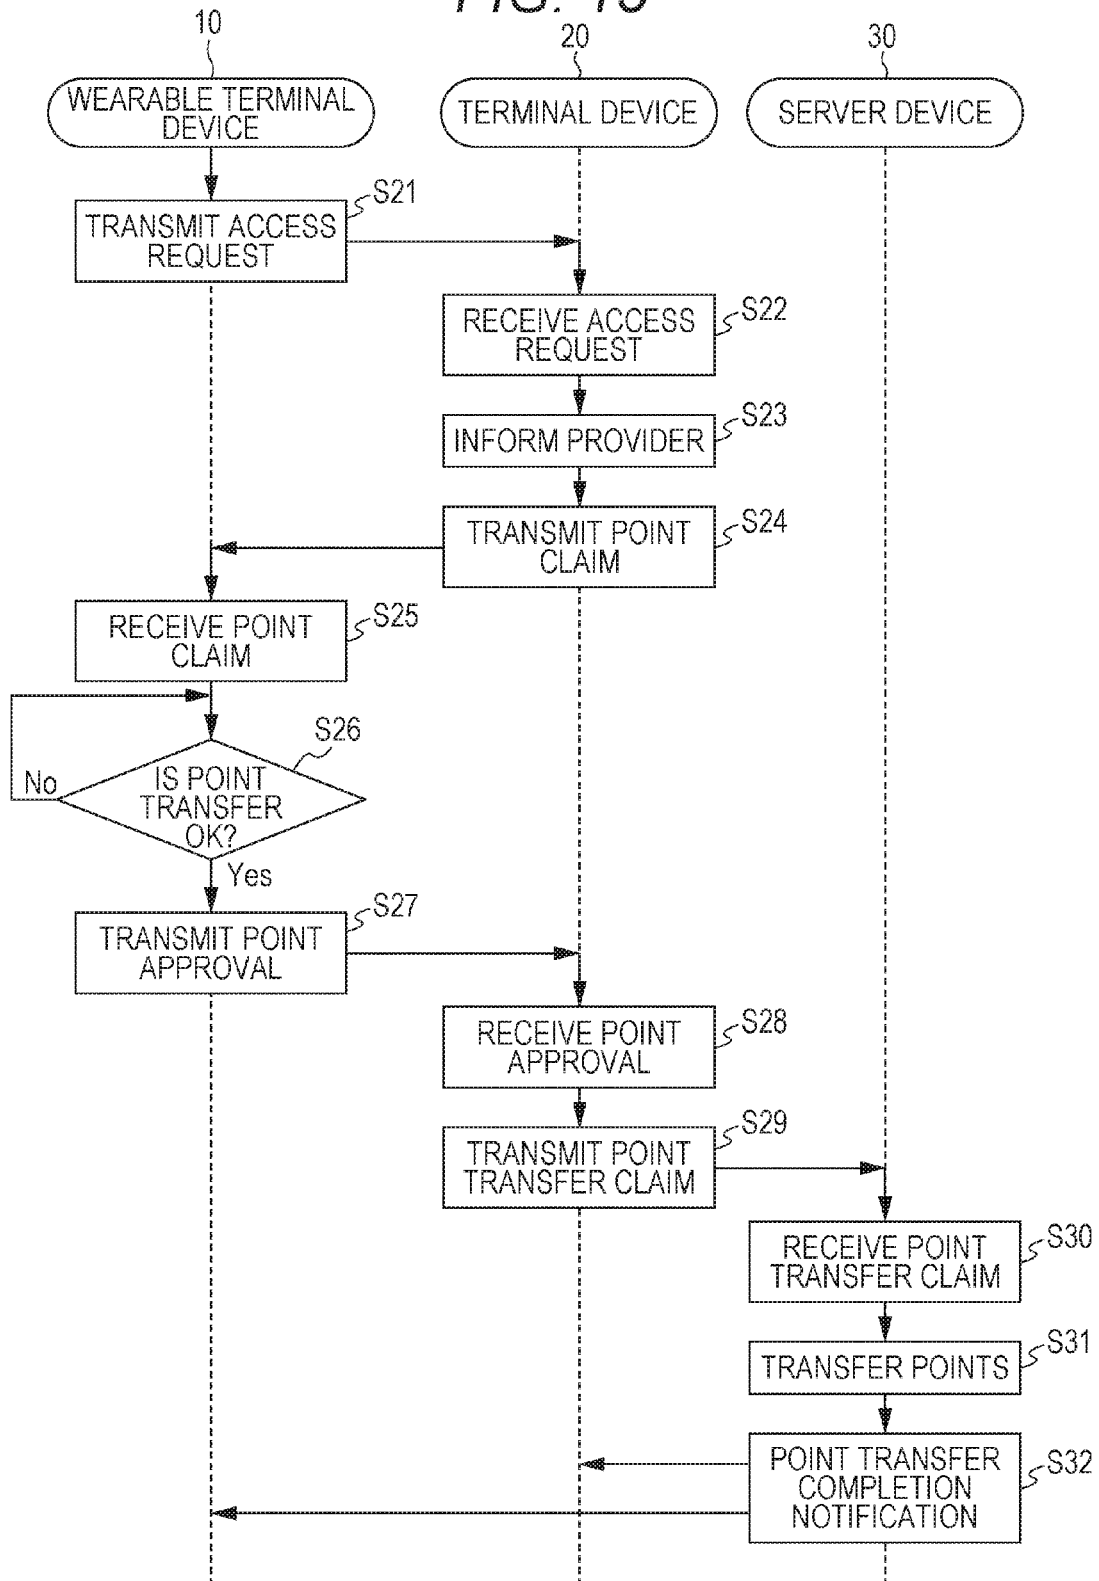 FIG.
10
20
30
WEARABLE TERMINAL
DEVICE
TERMINAL DEVICE
SERVER DEVICE
S21
TRANSMIT ACCESS
REQUEST
S22
RECEIVE ACCESS
REQUEST
S23
INFORM PROVIDER
S24
TRANSMIT POINT
CLAIM
S25
RECEIVE POINT
CLAIM
S26
IS POINT
TRANSFER
OK?
No
Yes
S27
TRANSMIT POINT
APPROVAL
S28
RECEIVE POINT
APPROVAL
S29
TRANSMIT POINT
TRANSFER CLAIM
S30
RECEIVE POINT
TRANSFER CLAIM
S31
TRANSFER POINTS
S32
POINT TRANSFER
COMPLETION
NOTIFICATION